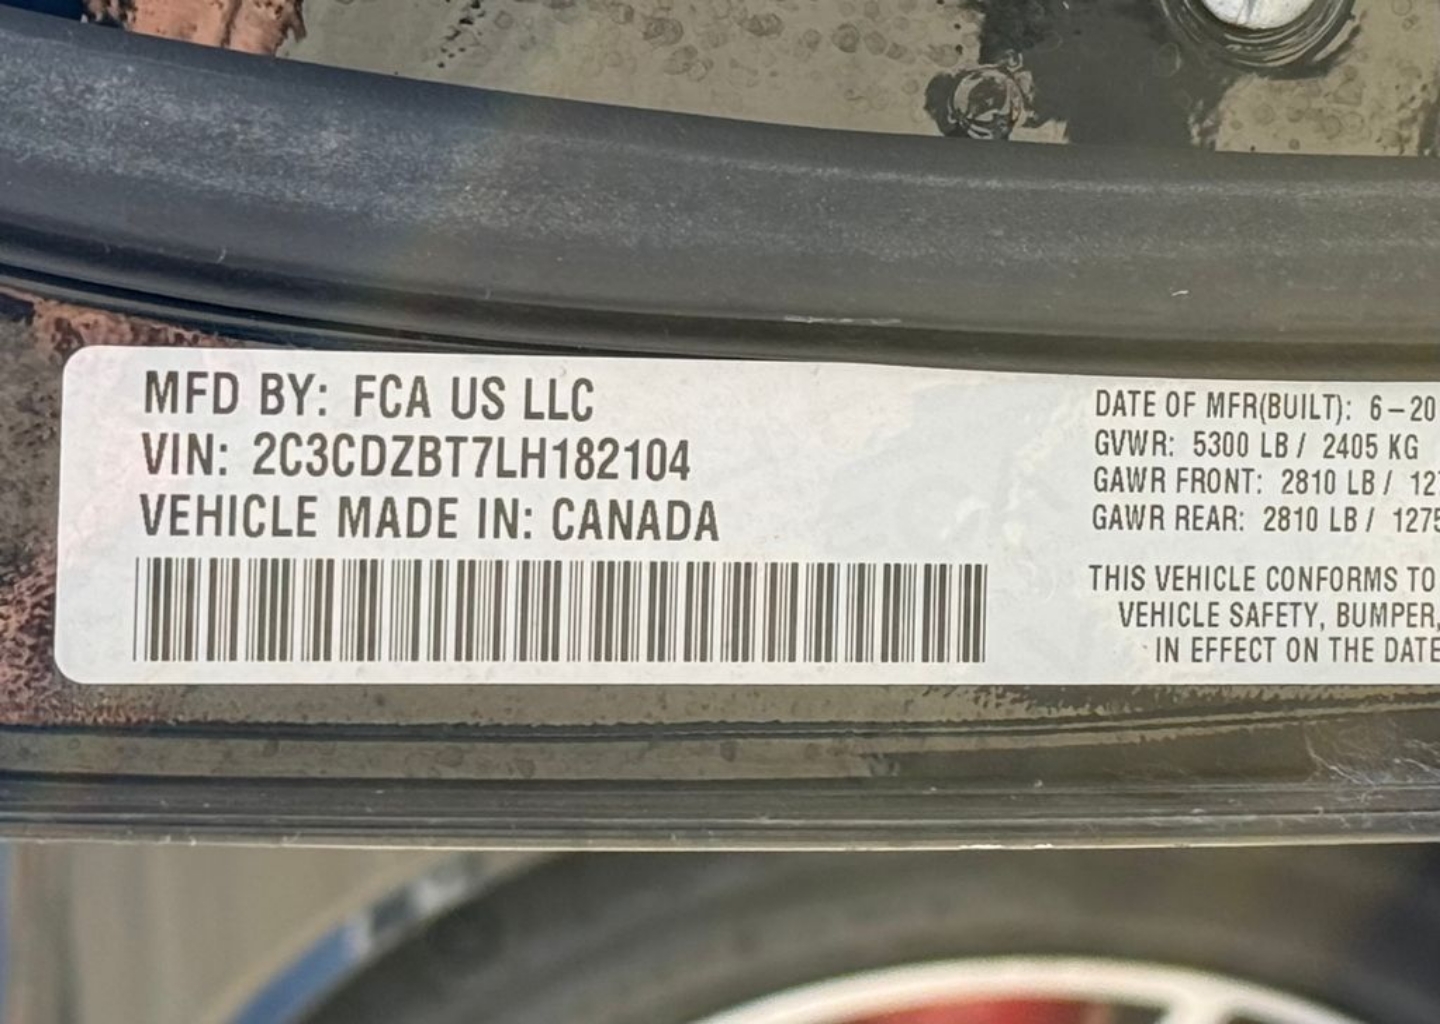 MFD BY: FCA US LLC
VIN: 2C3CDZBT7LH182104
VEHICLE MADE IN: CANADA
DATE OF MFR(BUILT): 6-20
GVWR: 5300 LB / 2405 KG
GAWR FRONT: 2810 LB / 127
GAWR REAR: 2810 LB / 1275
THIS VEHICLE CONFORMS TO
VEHICLE SAFETY, BUMPER,
IN EFFECT ON THE DATE